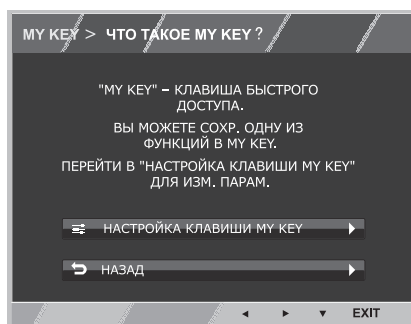 MY KEY > ЧТО ТАКОЕ MY KEY ?
"MY KEY" – КЛАВИША БЫСТРОГО
ДОСТУПА.
ВЫ МОЖЕТЕ СОХР. ОДНУ ИЗ
ФУНКЦИЙ В MY KEY.
ПЕРЕЙТИ В "НАСТРОЙКА КЛАВИШИ MY KEY"
ДЛЯ ИЗМ. ПАРАМ.
НАСТРОЙКА КЛАВИШИ MY KEY
НАЗАД
EXIT